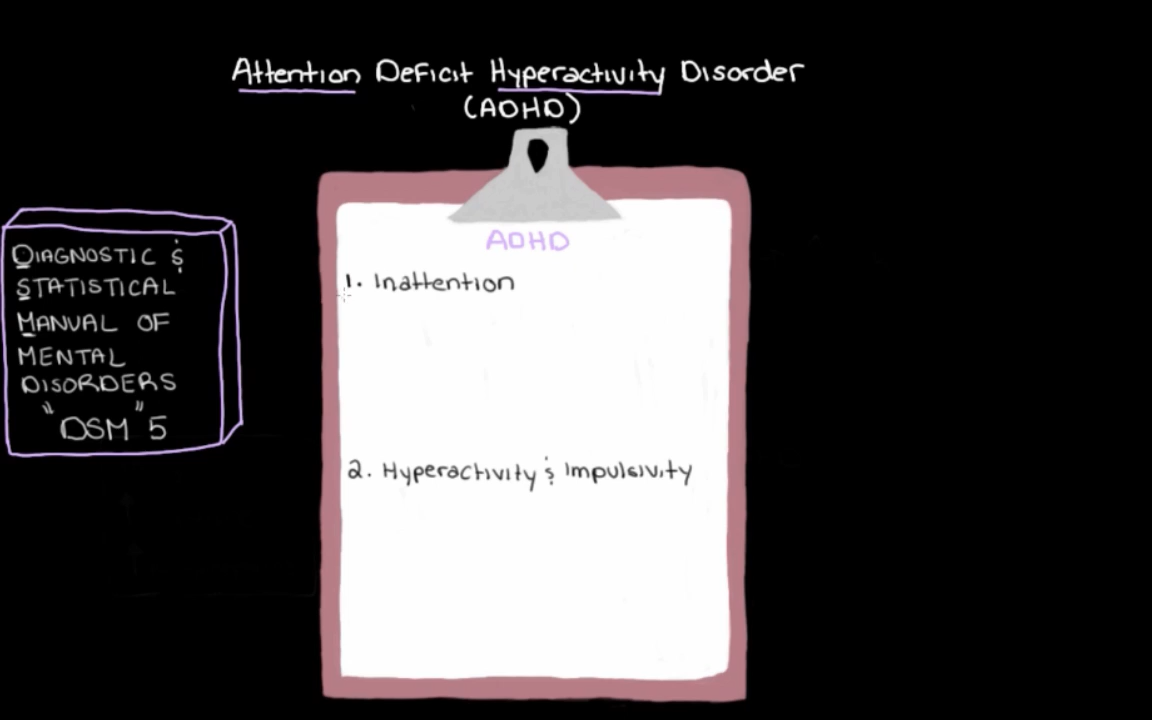 Attention Deficit Hyperactivity Disorder
(ADHD)
DIAGNOSTIC &
STATISTICAL
MANUAL OF
MENTAL
DISORDERS
"DSM" 5
ADHD
1. Inattention
2. Hyperactivity & Impulsivity